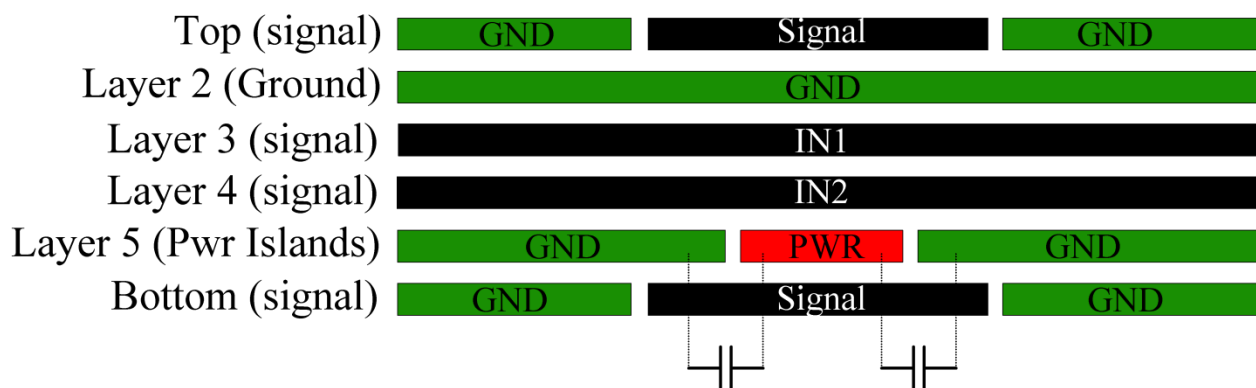 Top (signal) GND Signal GND
Layer 2 (Ground) GND
Layer 3 (signal) IN1
Layer 4 (signal) IN2
Layer 5 (Pwr Islands) GND PWR GND
Bottom (signal) GND Signal GND